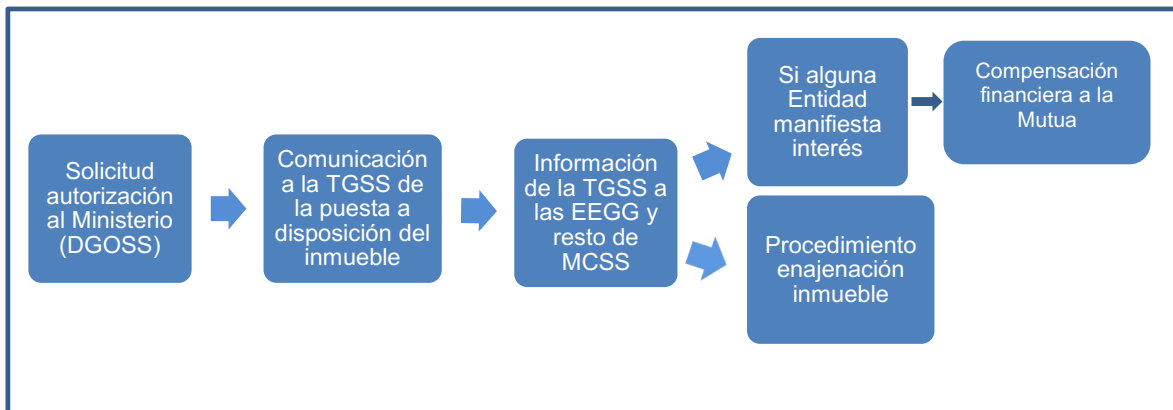 Solicitud
autorización
al Ministerio
(DGOSS)
Comunicación
a la TGSS de
la puesta a
disposición del
inmueble
Información
de la TGSS a
las EEGG y
resto de
MCSS
Si alguna
Entidad
manifiesta
interés
Compensación
financiera a la
Mutua
Procedimiento
enajenación
inmueble